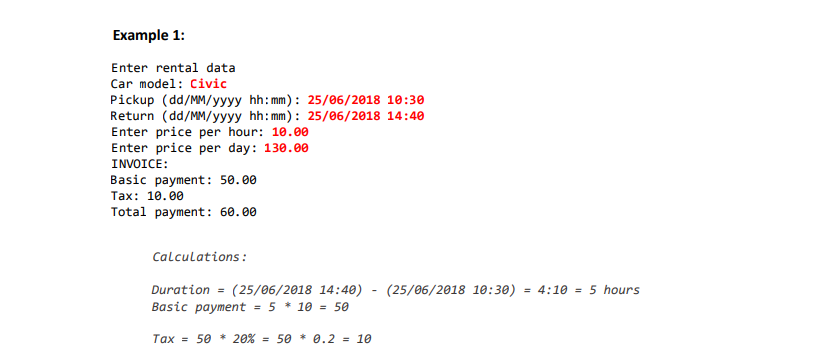 Example 1:
Enter rental data
Car model: Civic
Pickup (dd/MM/yyyy hh:mm): 25/06/2018 10:30
Return (dd/MM/yyyy hh:mm): 25/06/2018 14:40
Enter price per hour: 10.00
Enter price per day: 130.00
INVOICE:
Basic payment: 50.00
Tax: 10.00
Total payment: 60.00
Calculations:
Duration = (25/06/2018 14:40) - (25/06/2018 10:30) = 4:10 = 5 hours
Basic payment = 5 * 10 = 50
Tax = 50 * 20% = 50 * 0.2 = 10